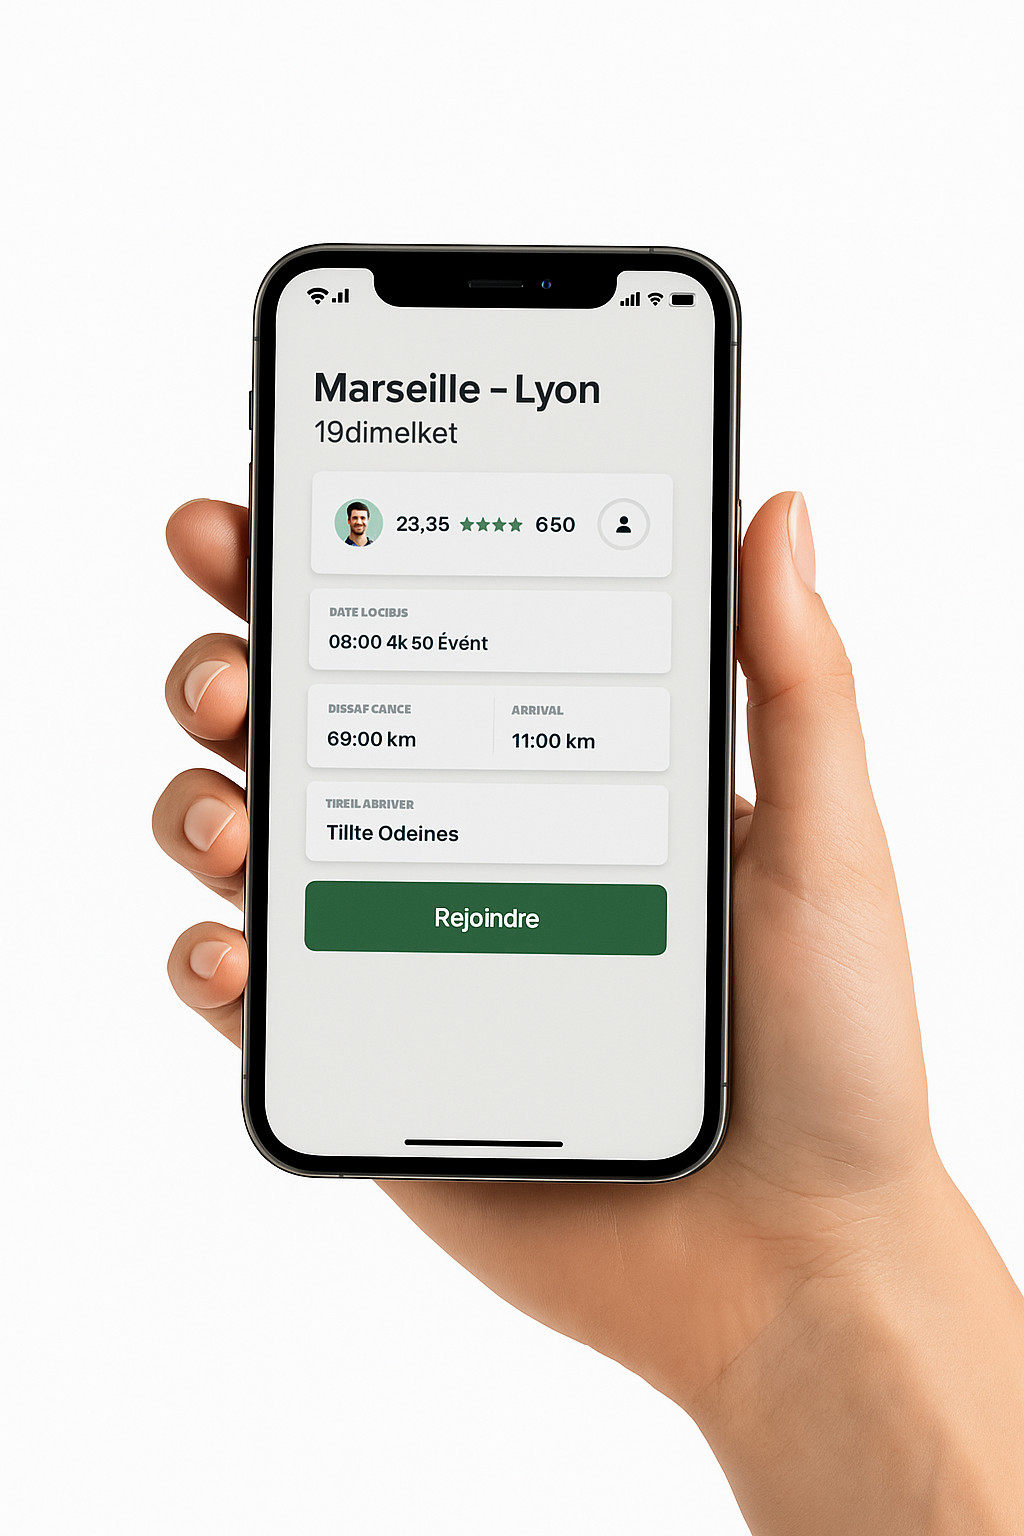 Marseille – Lyon
19dimelket
23,35 ★★★★ 650
DATE LOCIBJS
08:00 4k 50 Évént
DISSAF CANCE
69:00 km
ARRIVAL
11:00 km
TIREIL ABRIVER
Tillte Odeines
Rejoindre